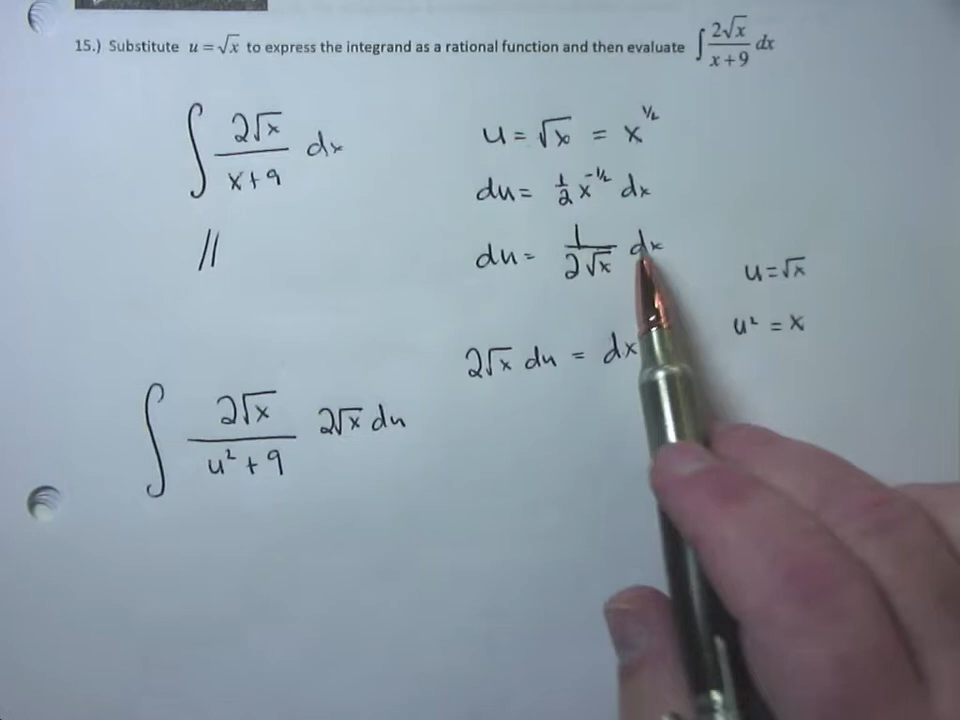 15.) Substitute u = √x to express the integrand as a rational function and then evaluate ∫ 2√x / x+9 dx
∫ 2√x / x+9 dx
//
∫ 2√x / u² + 9 2√x du
u = √x = x^½
du = ½ x^-½ dx
du = 1 / 2√x dx
2√x du = dx
u = √x
u² = x